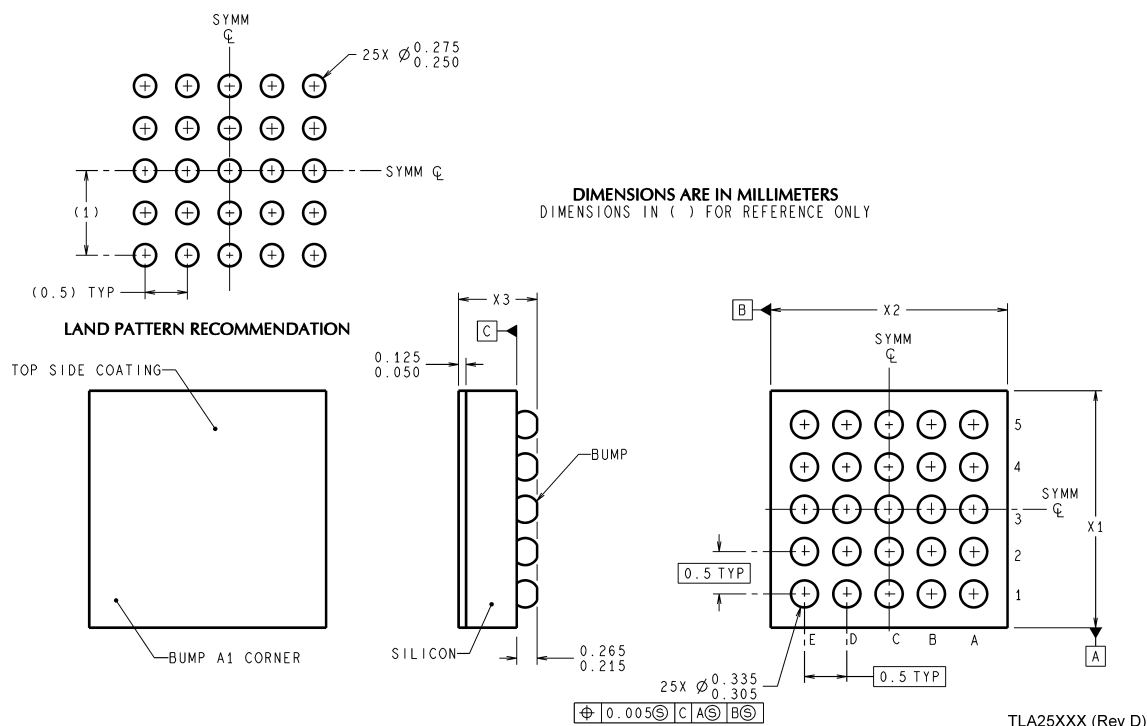 SYMM
℄
25X Ø 0.275
0.250
SYMM ℄
(1)
(0.5) TYP
DIMENSIONS ARE IN MILLIMETERS
DIMENSIONS IN ( ) FOR REFERENCE ONLY
LAND PATTERN RECOMMENDATION
TOP SIDE COATING
BUMP A1 CORNER
X3
C
0.125
0.050
BUMP
SILICON
0.265
0.215
B
X2
SYMM
℄
5
4
SYMM
℄
3
X1
2
0.5 TYP
1
E D C B A
A
0.5 TYP
25X Ø 0.335
0.305
⌖ 0.005Ⓢ C AⓈ BⓈ
TLA25XXX (Rev D)